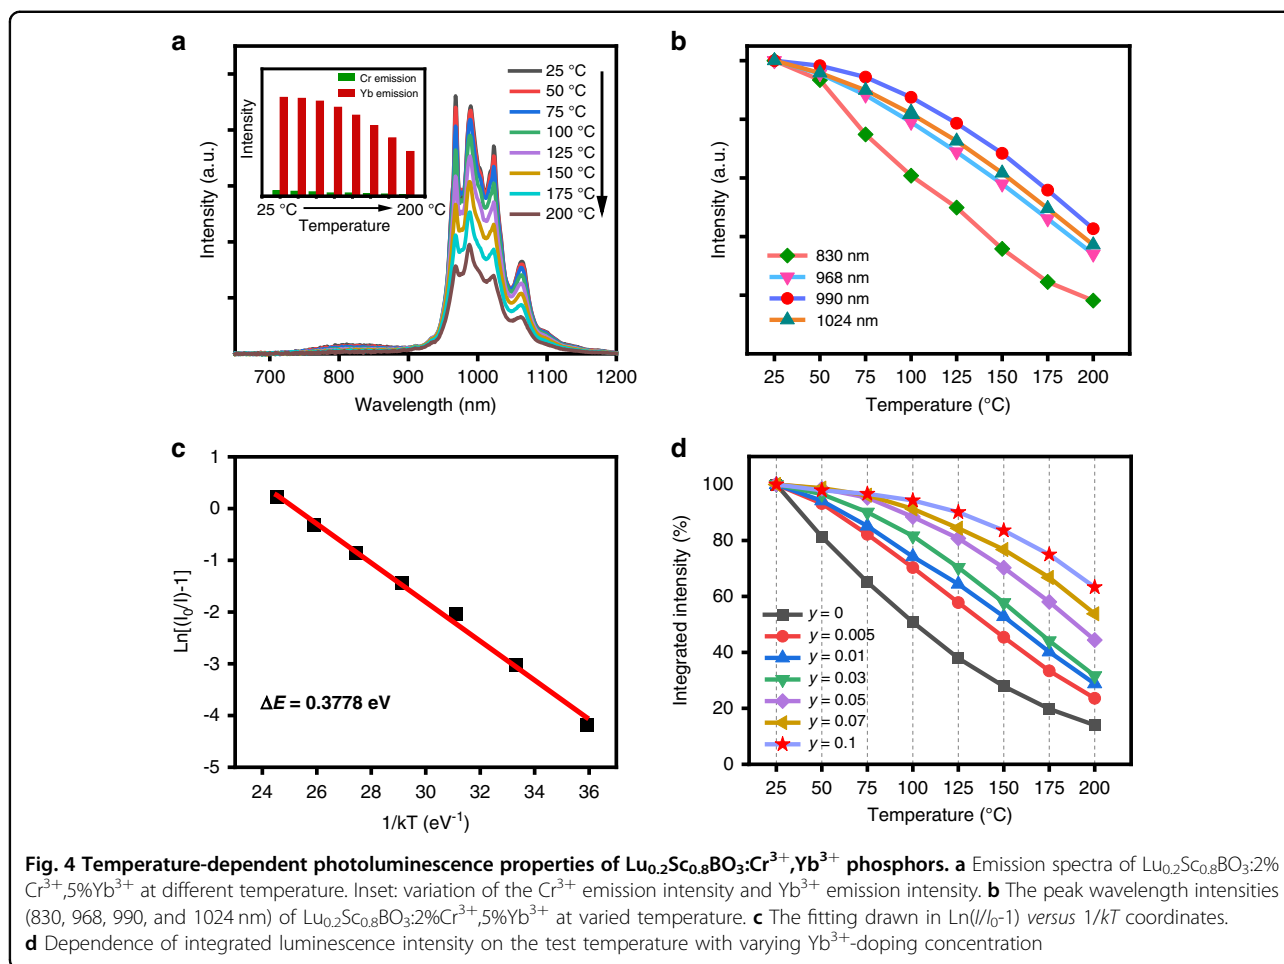 a
Cr emission
Yb emission
Intensity
25 °C
200 °C
Temperature
25 °C
50 °C
75 °C
100 °C
125 °C
150 °C
175 °C
200 °C
Intensity (a.u.)
700 800 900 1000 1100 1200
Wavelength (nm)
b
Intensity (a.u.)
830 nm
968 nm
990 nm
1024 nm
25 50 75 100 125 150 175 200
Temperature (°C)
c
1
0
-1
-2
-3
-4
-5
Ln[(I₀/I)-1]
ΔE = 0.3778 eV
24 26 28 30 32 34 36
1/kT (eV⁻¹)
d
100
80
60
40
20
0
Integrated intensity (%)
y = 0
y = 0.005
y = 0.01
y = 0.03
y = 0.05
y = 0.07
y = 0.1
25 50 75 100 125 150 175 200
Temperature (°C)
Fig. 4 Temperature-dependent photoluminescence properties of Lu₀.₂Sc₀.₈BO₃:Cr³⁺,Yb³⁺ phosphors. a Emission spectra of Lu₀.₂Sc₀.₈BO₃:2%
Cr³⁺,5%Yb³⁺ at different temperature. Inset: variation of the Cr³⁺ emission intensity and Yb³⁺ emission intensity. b The peak wavelength intensities
(830, 968, 990, and 1024 nm) of Lu₀.₂Sc₀.₈BO₃:2%Cr³⁺,5%Yb³⁺ at varied temperature. c The fitting drawn in Ln(I/I₀-1) versus 1/kT coordinates.
d Dependence of integrated luminescence intensity on the test temperature with varying Yb³⁺-doping concentration